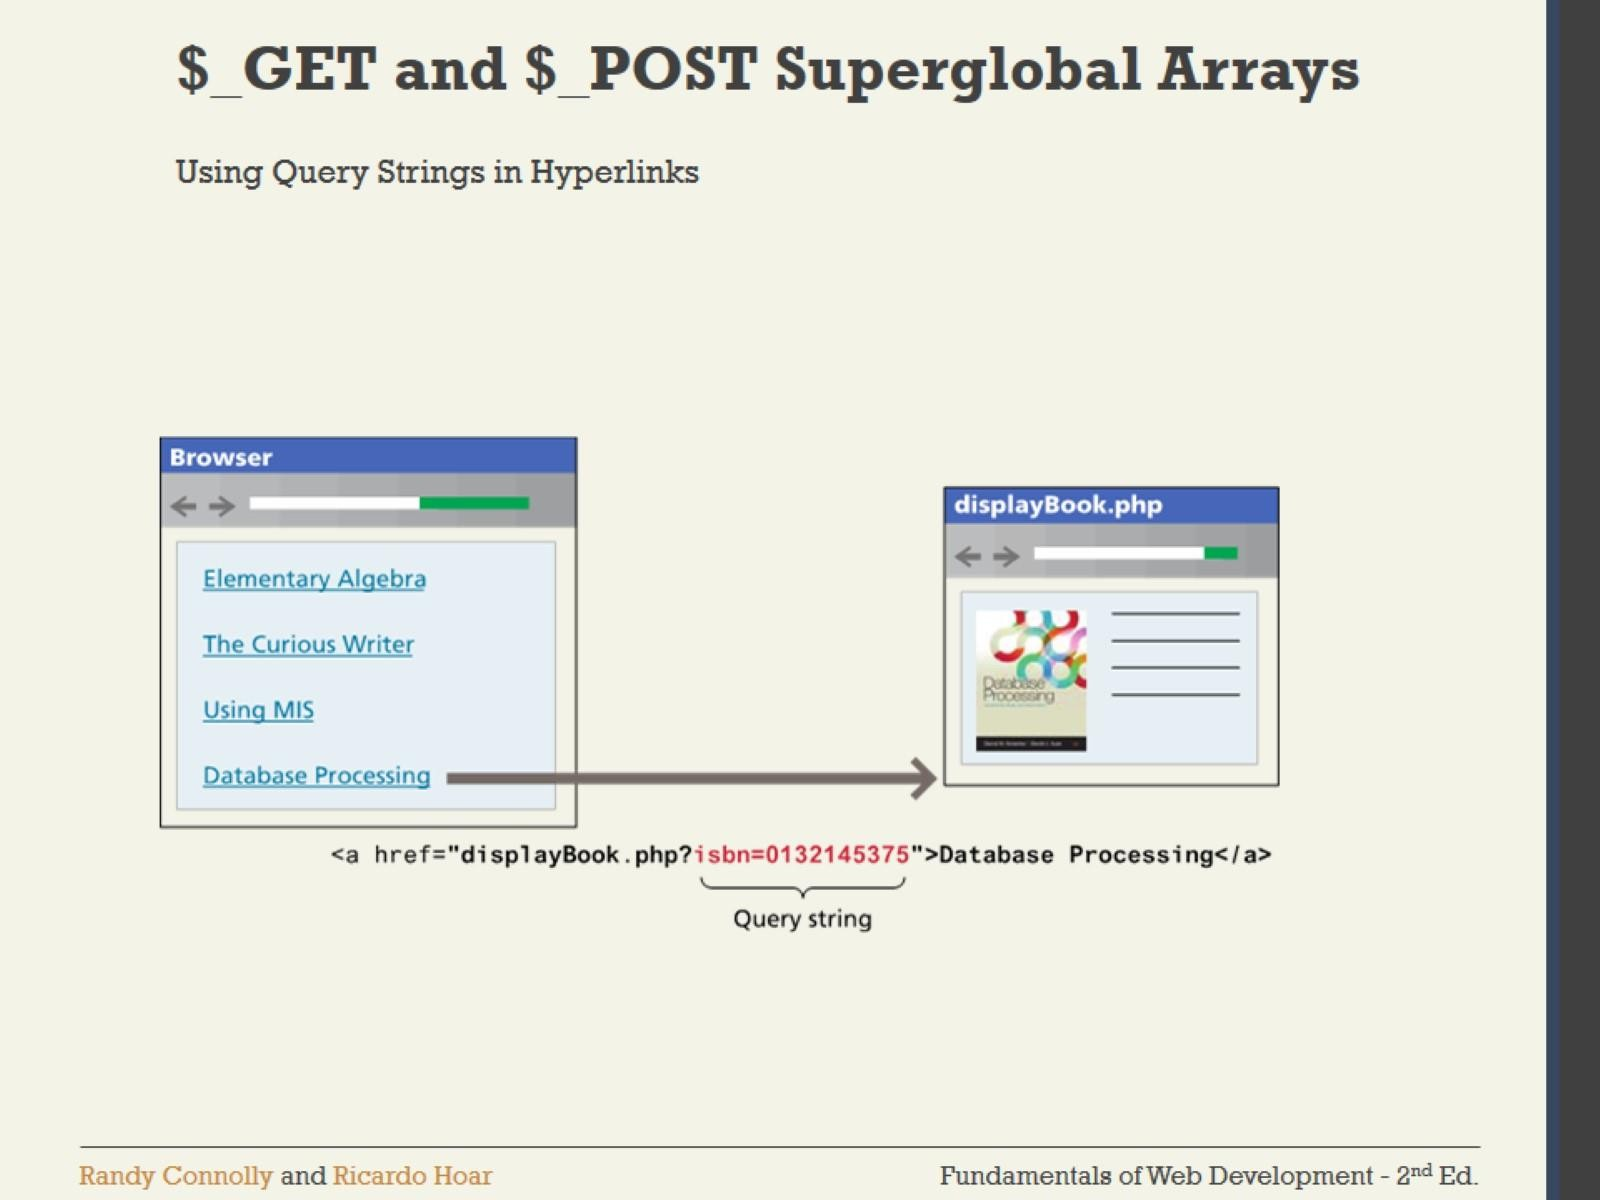 $_GET and $_POST Superglobal Arrays
Using Query Strings in Hyperlinks
Browser
Elementary Algebra
The Curious Writer
Using MIS
Database Processing
displayBook.php
Database
Processing
<a href="displayBook.php?isbn=0132145375">Database Processing</a>
Query string
Randy Connolly and Ricardo Hoar
Fundamentals of Web Development - 2nd Ed.